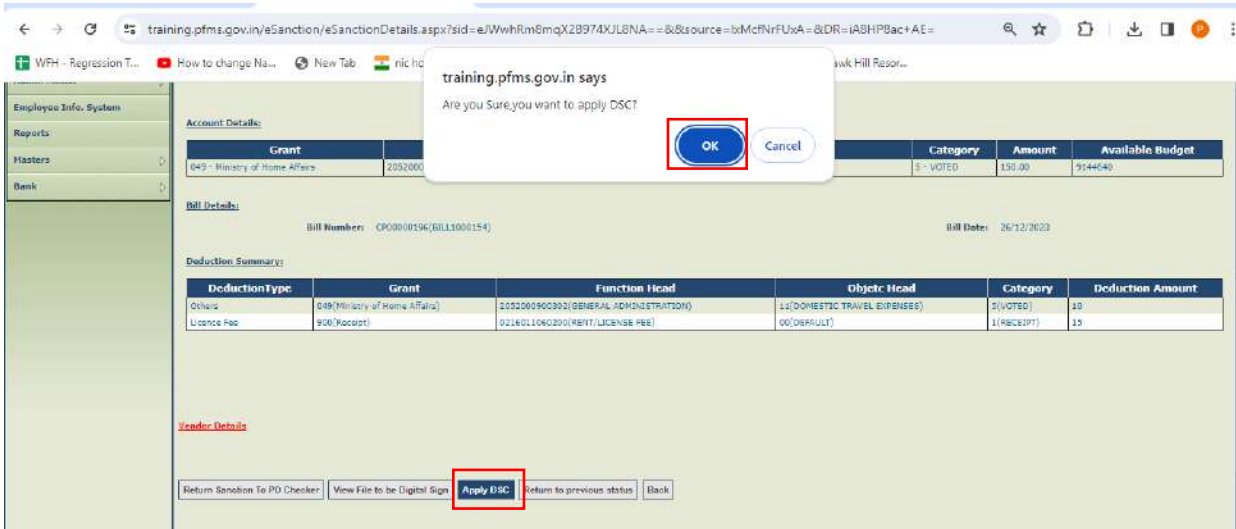 training.pfms.gov.in/eSanction/eSanctionDetails.aspx?sid=eJWwhRm8mqX2B974XJL8NA==&&source=lxMcfNrFUxA=&DR=iA8HP8ac+AE=
WFH - Regression T... How to change Na... New Tab nic ho awk Hill Resor...
training.pfms.gov.in says
Are you Sure,you want to apply DSC?
OK Cancel
Employee Info. System
Reports
Masters
Bank
Account Details:
Grant Category Amount Available Budget
049 - Ministry of Home Affairs 2052000 5 - VOTED 150.00 9144640
Bill Details:
Bill Number: CP00000196(BILL1000154) Bill Date: 26/12/2023
Deduction Summary:
DeductionType Grant Function Head Objetc Head Category Deduction Amount
Others 049(Ministry of Home Affairs) 2052000900302(GENERAL ADMINISTRATION) 11(DOMESTIC TRAVEL EXPENSES) 5(VOTED) 10
Licence Fee 900(Receipt) 0216011060200(RENT/LICENSE FEE) 00(DEFAULT) 1(RECEIPT) 15
Vendor Details
Return Sanction To PD Checker View File to be Digital Sign Apply DSC Return to previous status Back